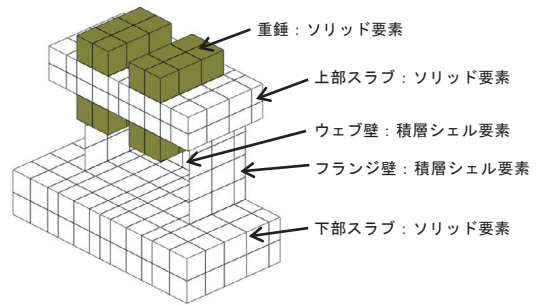 重錘：ソリッド要素
上部スラブ：ソリッド要素
ウェブ壁：積層シェル要素
フランジ壁：積層シェル要素
下部スラブ：ソリッド要素